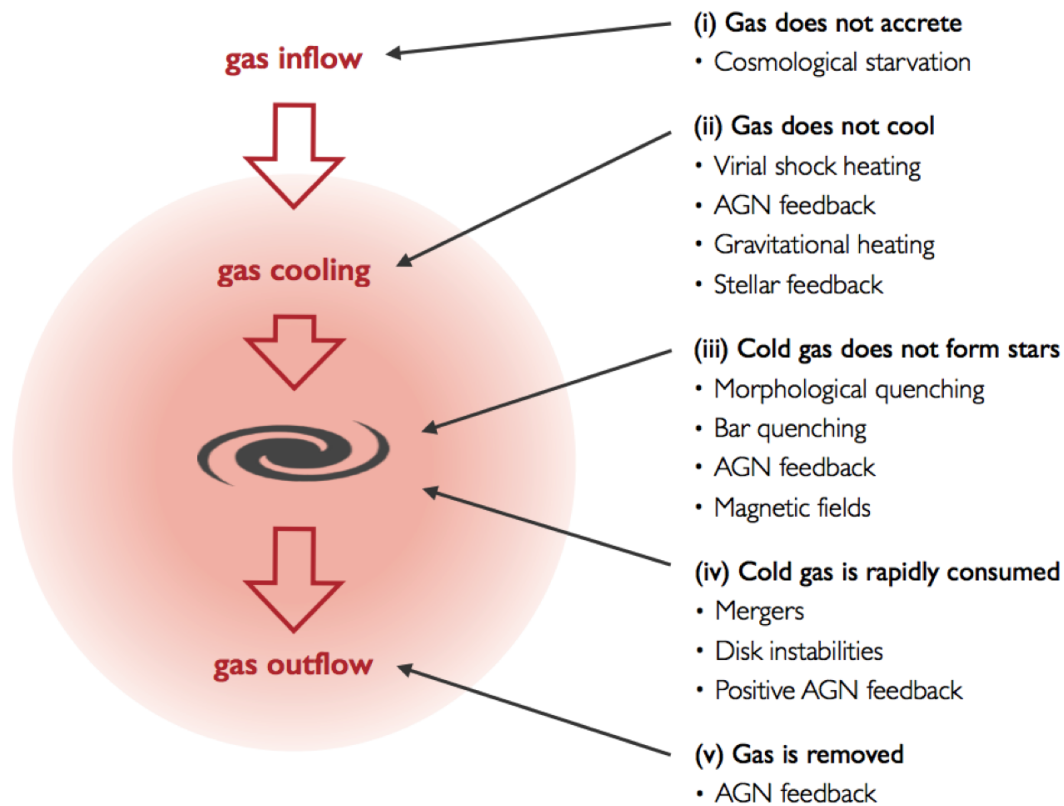 gas inflow
gas cooling
gas outflow
(i) Gas does not accrete
• Cosmological starvation
(ii) Gas does not cool
• Virial shock heating
• AGN feedback
• Gravitational heating
• Stellar feedback
(iii) Cold gas does not form stars
• Morphological quenching
• Bar quenching
• AGN feedback
• Magnetic fields
(iv) Cold gas is rapidly consumed
• Mergers
• Disk instabilities
• Positive AGN feedback
(v) Gas is removed
• AGN feedback